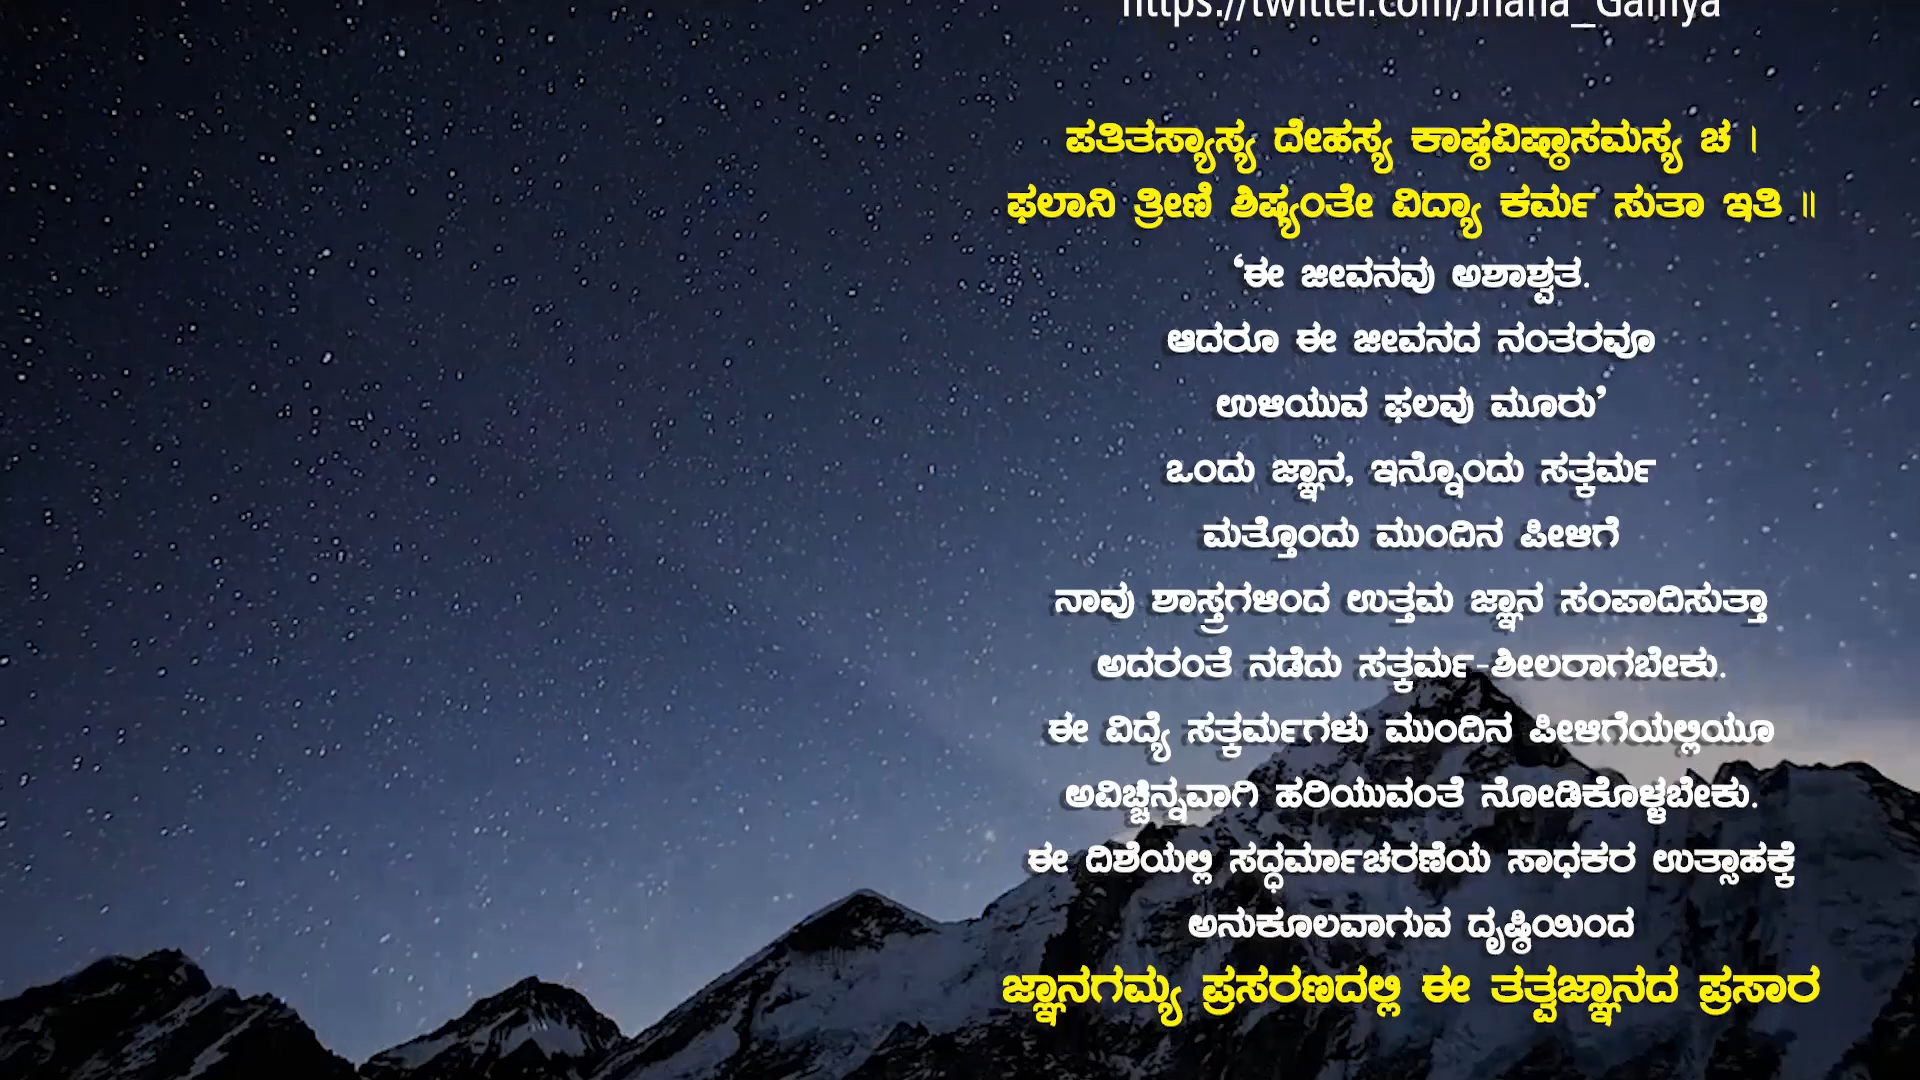 https://twitter.com/Jnana_Gamya
ಪತಿತಸ್ಯಾಸ್ಯ ದೇಹಸ್ಯ ಕಾಷ್ಠವಿಷ್ಠಾಸಮಸ್ಯ ಚ ।
ಫಲಾನಿ ತ್ರೀಣಿ ಶಿಷ್ಯಂತೇ ವಿದ್ಯಾ ಕರ್ಮ ಸುತಾ ಇತಿ ॥
‘ಈ ಜೀವನವು ಅಶಾಶ್ವತ.
ಆದರೂ ಈ ಜೀವನದ ನಂತರವೂ
ಉಳಿಯುವ ಫಲವು ಮೂರು’
ಒಂದು ಜ್ಞಾನ, ಇನ್ನೊಂದು ಸತ್ಕರ್ಮ
ಮತ್ತೊಂದು ಮುಂದಿನ ಪೀಳಿಗೆ
ನಾವು ಶಾಸ್ತ್ರಗಳಿಂದ ಉತ್ತಮ ಜ್ಞಾನ ಸಂಪಾದಿಸುತ್ತಾ
ಅದರಂತೆ ನಡೆದು ಸತ್ಕರ್ಮ-ಶೀಲರಾಗಬೇಕು.
ಈ ವಿದ್ಯೆ ಸತ್ಕರ್ಮಗಳು ಮುಂದಿನ ಪೀಳಿಗೆಯಲ್ಲಿಯೂ
ಅವಿಚ್ಛಿನ್ನವಾಗಿ ಹರಿಯುವಂತೆ ನೋಡಿಕೊಳ್ಳಬೇಕು.
ಈ ದಿಶೆಯಲ್ಲಿ ಸದ್ಧರ್ಮಾಚರಣೆಯ ಸಾಧಕರ ಉತ್ಸಾಹಕ್ಕೆ
ಅನುಕೂಲವಾಗುವ ದೃಷ್ಠಿಯಿಂದ
ಜ್ಞಾನಗಮ್ಯ ಪ್ರಸರಣದಲ್ಲಿ ಈ ತತ್ವಜ್ಞಾನದ ಪ್ರಸಾರ